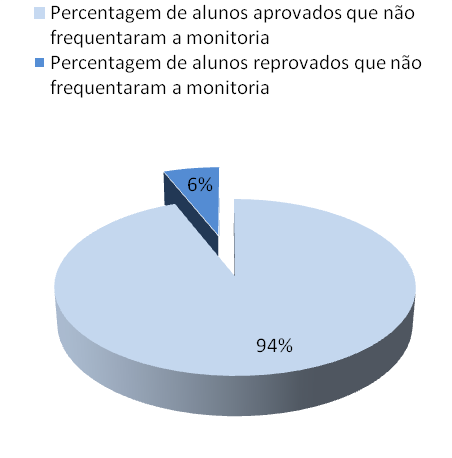 Percentagem de alunos aprovados que não
frequentaram a monitoria
Percentagem de alunos reprovados que não
frequentaram a monitoria
6%
94%